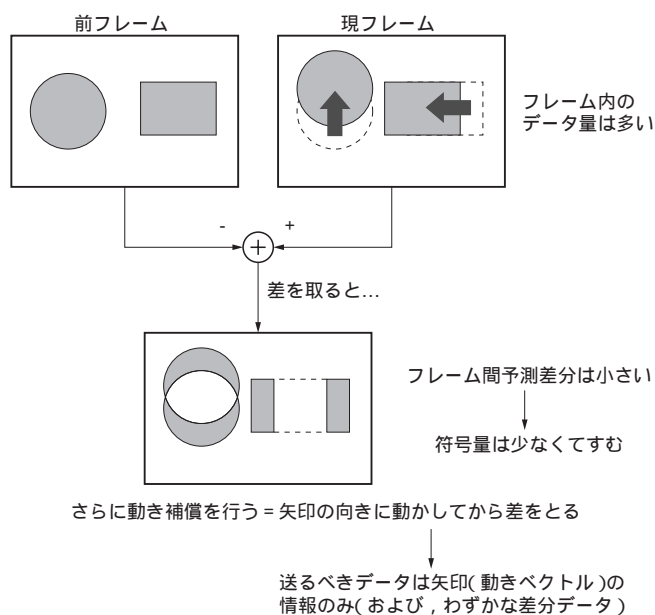 前フレーム
現フレーム
フレーム内の
データ量は多い
- +
差を取ると…
フレーム間予測差分は小さい
符号量は少なくてすむ
さらに動き補償を行う = 矢印の向きに動かしてから差をとる
送るべきデータは矢印( 動きベクトル )の
情報のみ( および , わずかな差分データ )